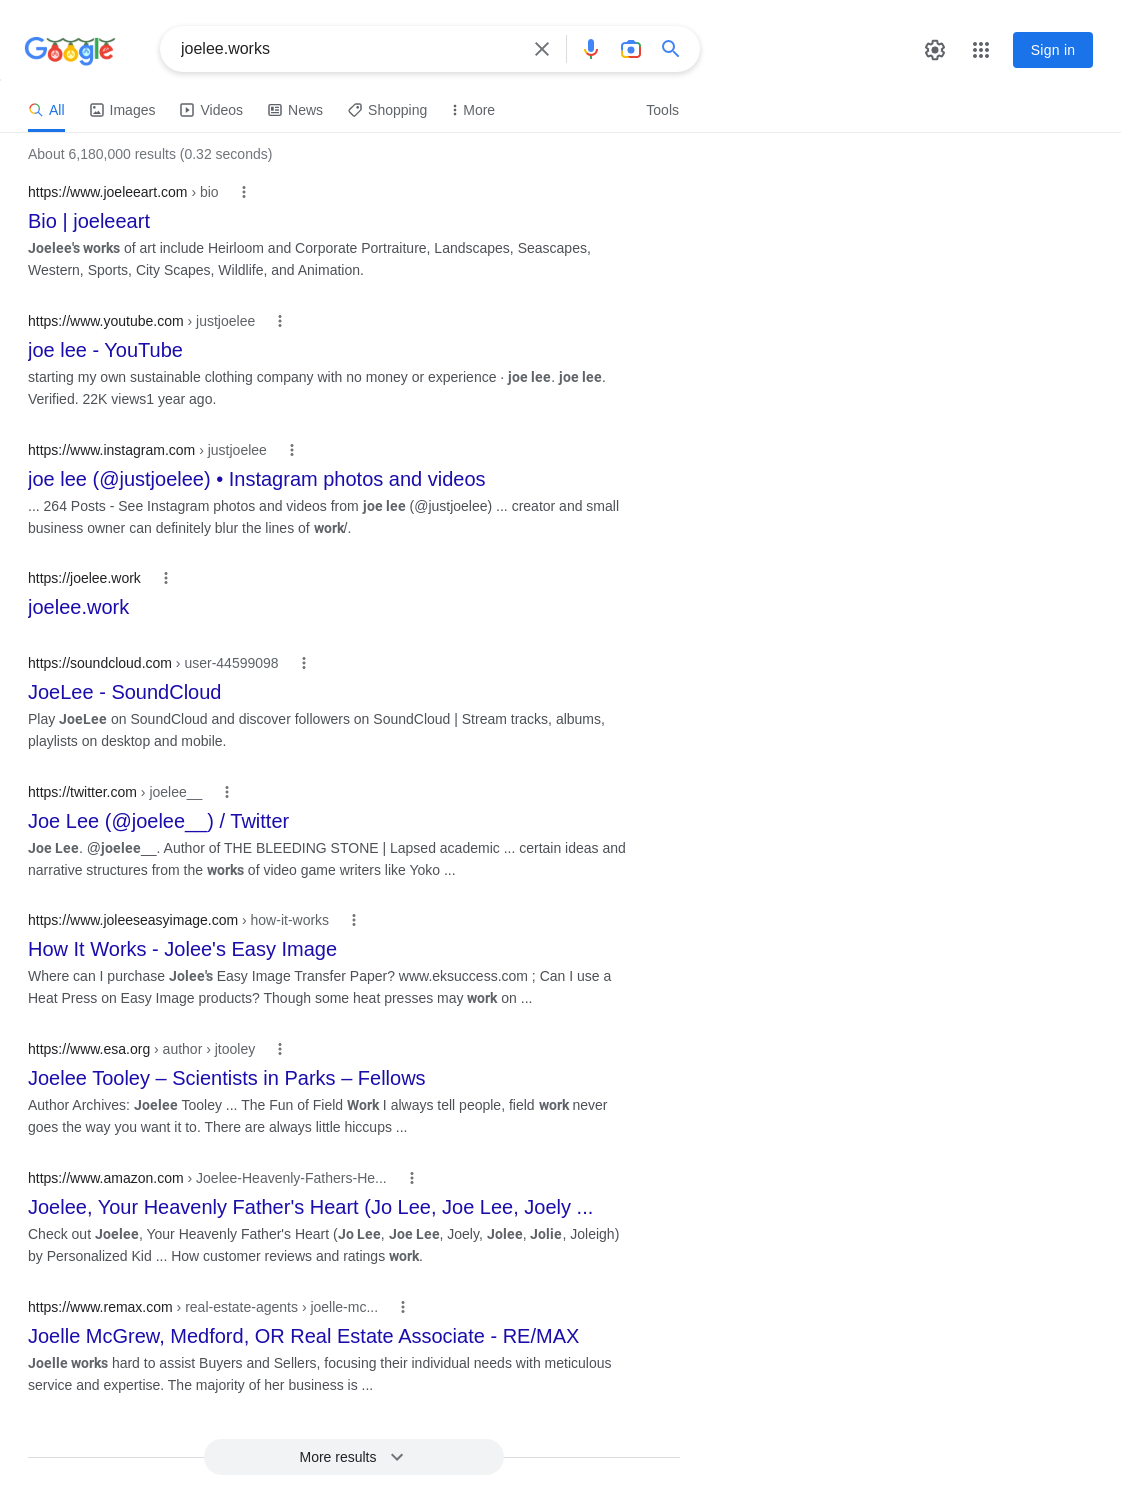 Google
joelee.works
Sign in
All
Images
Videos
News
Shopping
More
Tools
About 6,180,000 results (0.32 seconds)
https://www.joeleeart.com › bio
Bio | joeleeart
Joelee's works of art include Heirloom and Corporate Portraiture, Landscapes, Seascapes,
Western, Sports, City Scapes, Wildlife, and Animation.
https://www.youtube.com › justjoelee
joe lee - YouTube
starting my own sustainable clothing company with no money or experience · joe lee. joe lee.
Verified. 22K views1 year ago.
https://www.instagram.com › justjoelee
joe lee (@justjoelee) • Instagram photos and videos
... 264 Posts - See Instagram photos and videos from joe lee (@justjoelee) ... creator and small
business owner can definitely blur the lines of work/.
https://joelee.work
joelee.work
https://soundcloud.com › user-44599098
JoeLee - SoundCloud
Play JoeLee on SoundCloud and discover followers on SoundCloud | Stream tracks, albums,
playlists on desktop and mobile.
https://twitter.com › joelee__
Joe Lee (@joelee__) / Twitter
Joe Lee. @joelee__. Author of THE BLEEDING STONE | Lapsed academic ... certain ideas and
narrative structures from the works of video game writers like Yoko ...
https://www.joleeseasyimage.com › how-it-works
How It Works - Jolee's Easy Image
Where can I purchase Jolee's Easy Image Transfer Paper? www.eksuccess.com ; Can I use a
Heat Press on Easy Image products? Though some heat presses may work on ...
https://www.esa.org › author › jtooley
Joelee Tooley – Scientists in Parks – Fellows
Author Archives: Joelee Tooley ... The Fun of Field Work I always tell people, field work never
goes the way you want it to. There are always little hiccups ...
https://www.amazon.com › Joelee-Heavenly-Fathers-He...
Joelee, Your Heavenly Father's Heart (Jo Lee, Joe Lee, Joely ...
Check out Joelee, Your Heavenly Father's Heart (Jo Lee, Joe Lee, Joely, Jolee, Jolie, Joleigh)
by Personalized Kid ... How customer reviews and ratings work.
https://www.remax.com › real-estate-agents › joelle-mc...
Joelle McGrew, Medford, OR Real Estate Associate - RE/MAX
Joelle works hard to assist Buyers and Sellers, focusing their individual needs with meticulous
service and expertise. The majority of her business is ...
More results